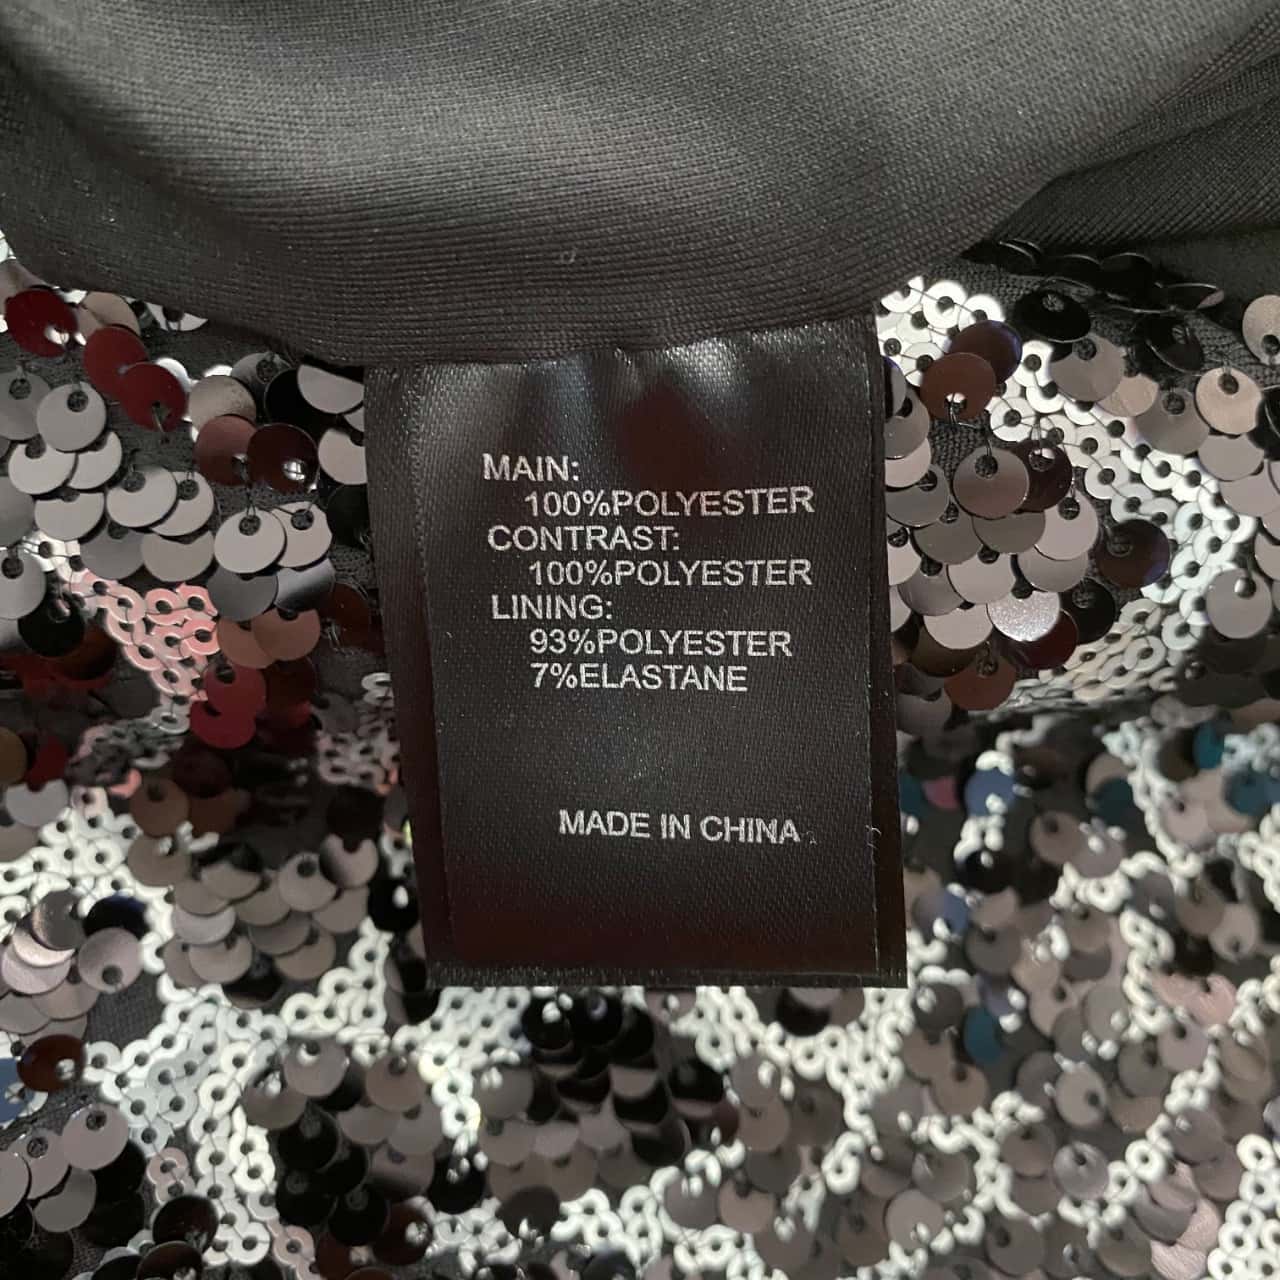 MAIN:
100%POLYESTER
CONTRAST:
100%POLYESTER
LINING:
93%POLYESTER
7%ELASTANE
MADE IN CHINA